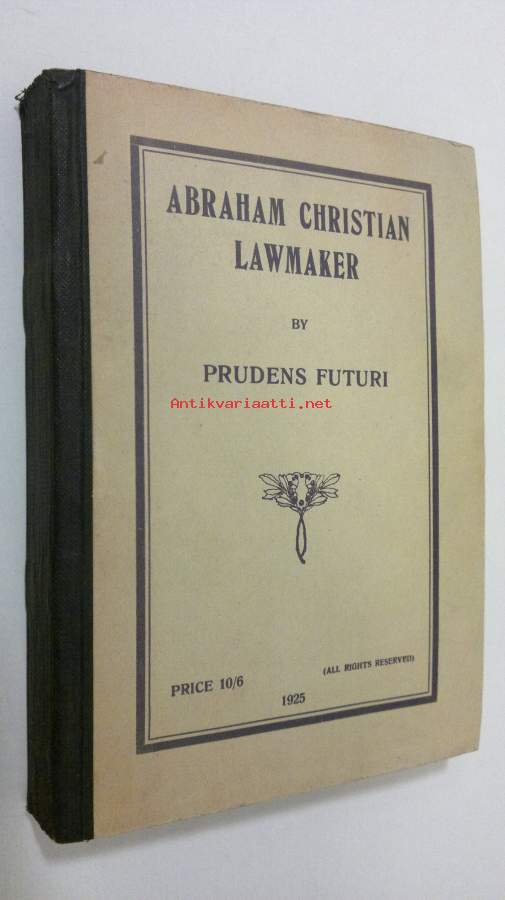 ABRAHAM CHRISTIAN
LAWMAKER
BY
PRUDENS FUTURI
Antikvariaatti.net
(ALL RIGHTS RESERVED)
PRICE 10/6
1925